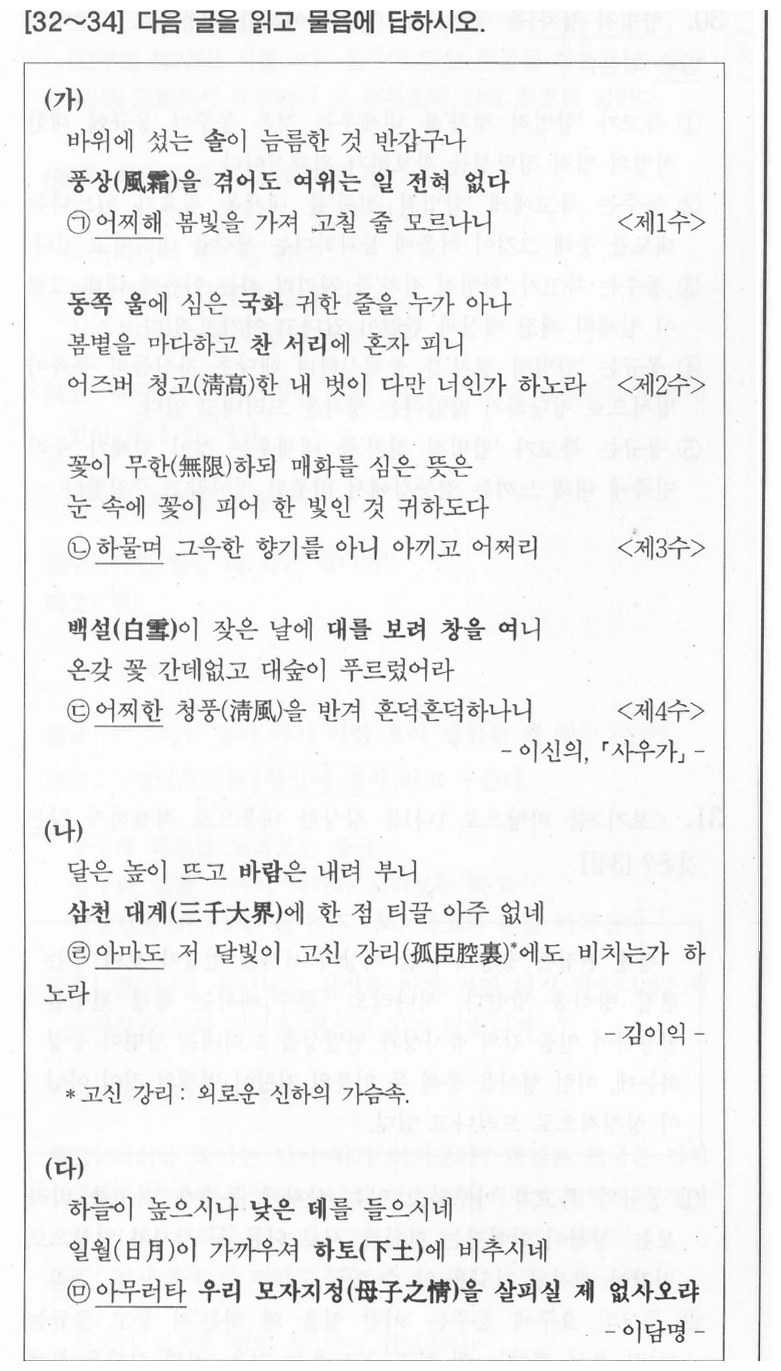 [32～34] 다음 글을 읽고 물음에 답하시오.
(가)
바위에 섰는 솔이 늠름한 것 반갑구나
풍상(風霜)을 겪어도 여위는 일 전혀 없다
㉠어찌해 봄빛을 가져 고칠 줄 모르나니 <제1수>
동쪽 울에 심은 국화 귀한 줄을 누가 아나
봄볕을 마다하고 찬 서리에 혼자 피니
어즈버 청고(淸高)한 내 벗이 다만 너인가 하노라 <제2수>
꽃이 무한(無限)하되 매화를 심은 뜻은
눈 속에 꽃이 피어 한 빛인 것 귀하도다
㉡하물며 그윽한 향기를 아니 아끼고 어쩌리 <제3수>
백설(白雪)이 잦은 날에 대를 보려 창을 여니
온갖 꽃 간데없고 대숲이 푸르렀어라
㉢어찌한 청풍(淸風)을 반겨 흔덕흔덕하나니 <제4수>
- 이신의, 「사우가」 -
(나)
달은 높이 뜨고 바람은 내려 부니
삼천 대계(三千大界)에 한 점 티끌 아주 없네
㉣아마도 저 달빛이 고신 강리(孤臣腔裏)*에도 비치는가 하
노라
- 김이익 -
*고신 강리: 외로운 신하의 가슴속.
(다)
하늘이 높으시나 낮은 데를 들으시네
일월(日月)이 가까우셔 하토(下土)에 비추시네
㉤아무러타 우리 모자지정(母子之情)을 살피실 제 없사오라
- 이담명 -